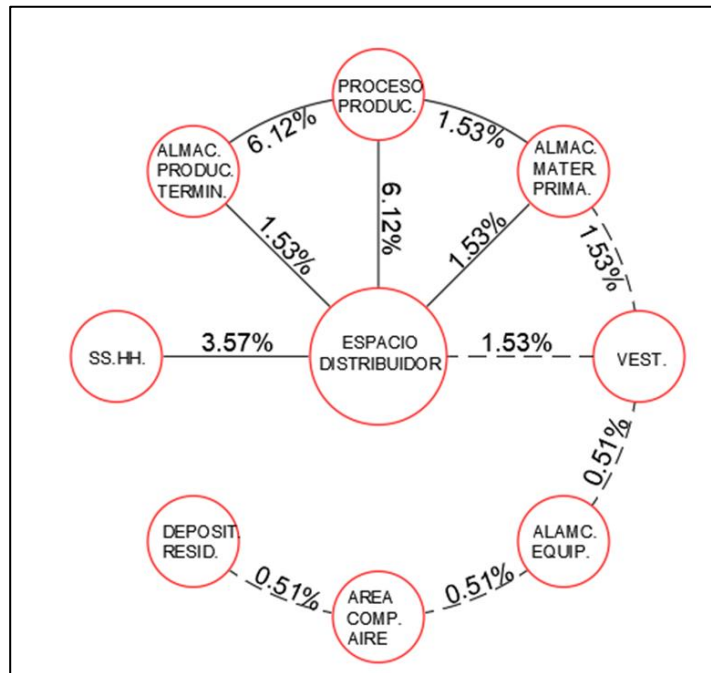 PROCESO
PRODUC.
6.12%
1.53%
ALMAC.
PRODUC.
TERMIN.
ALMAC.
MATER.
PRIMA.
6.12%
1.53%
1.53%
1.53%
SS.HH.
3.57%
ESPACIO
DISTRIBUIDOR
1.53%
VEST.
0.51%
DEPOSIT.
RESID.
ALAMC.
EQUIP.
0.51%
0.51%
AREA
COMP.
AIRE